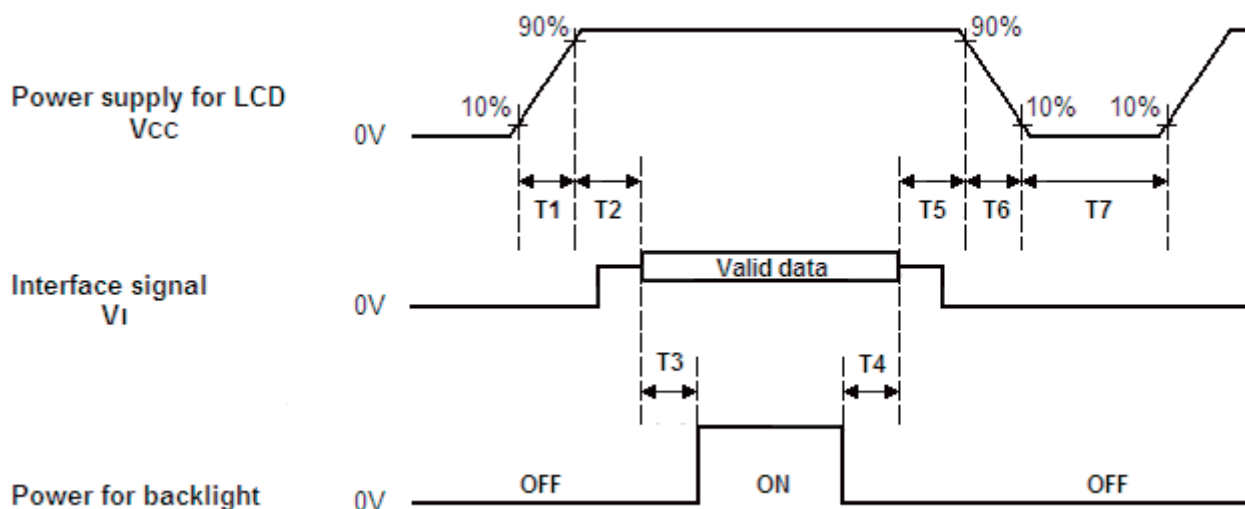 90% 90%
Power supply for LCD
Vcc
10% 10% 10%
0V
T1 T2 T5 T6 T7
Valid data
Interface signal
VI
0V
T3 T4
OFF ON OFF
Power for backlight
0V